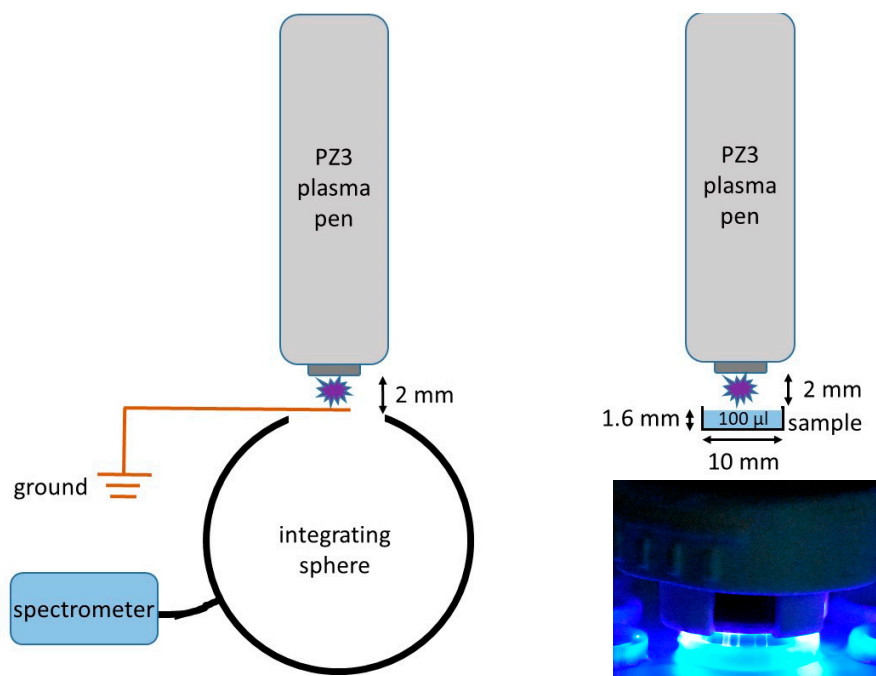 PZ3
plasma
pen
2 mm
ground
integrating
sphere
spectrometer
PZ3
plasma
pen
2 mm
1.6 mm
100 µl
sample
10 mm